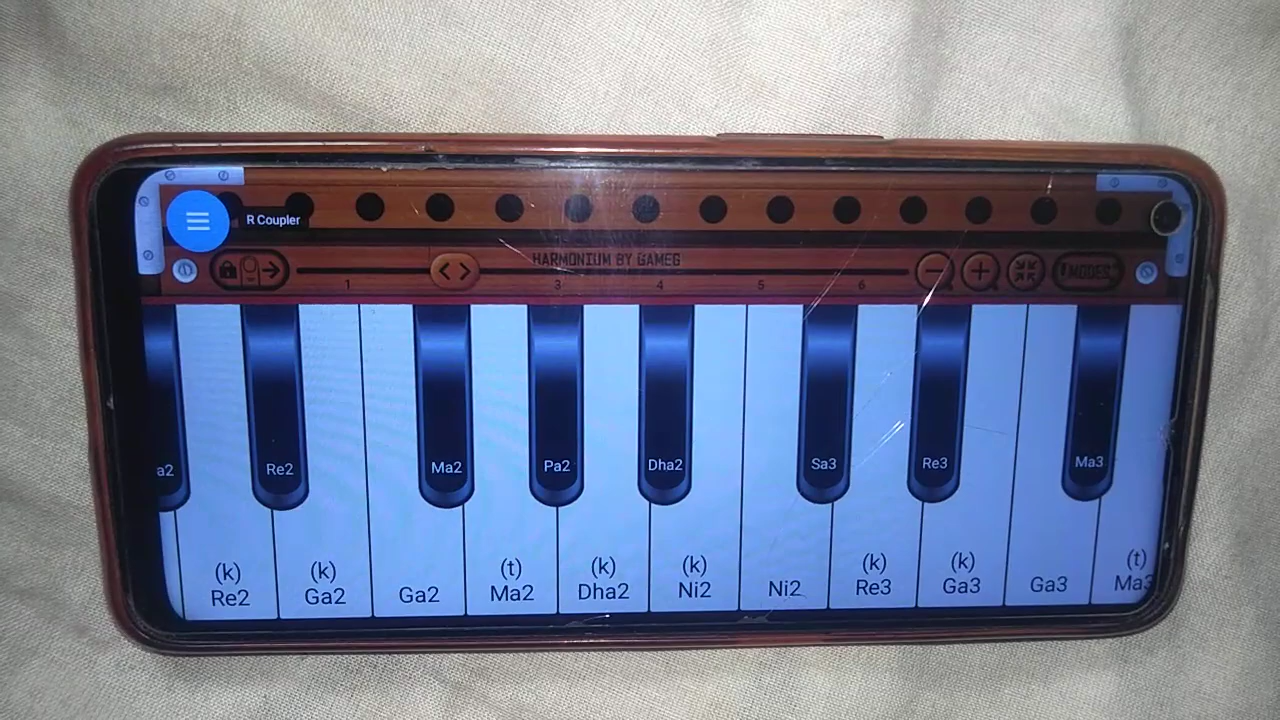 R Coupler
HARMONIUM BY GAMEG
1 3 4 5 6
MODES
a2 Re2 Ma2 Pa2 Dha2 Sa3 Re3 Ma3
(k) (k) (t) (k) (k) (k) (k) (t)
Re2 Ga2 Ga2 Ma2 Dha2 Ni2 Ni2 Re3 Ga3 Ga3 Ma3